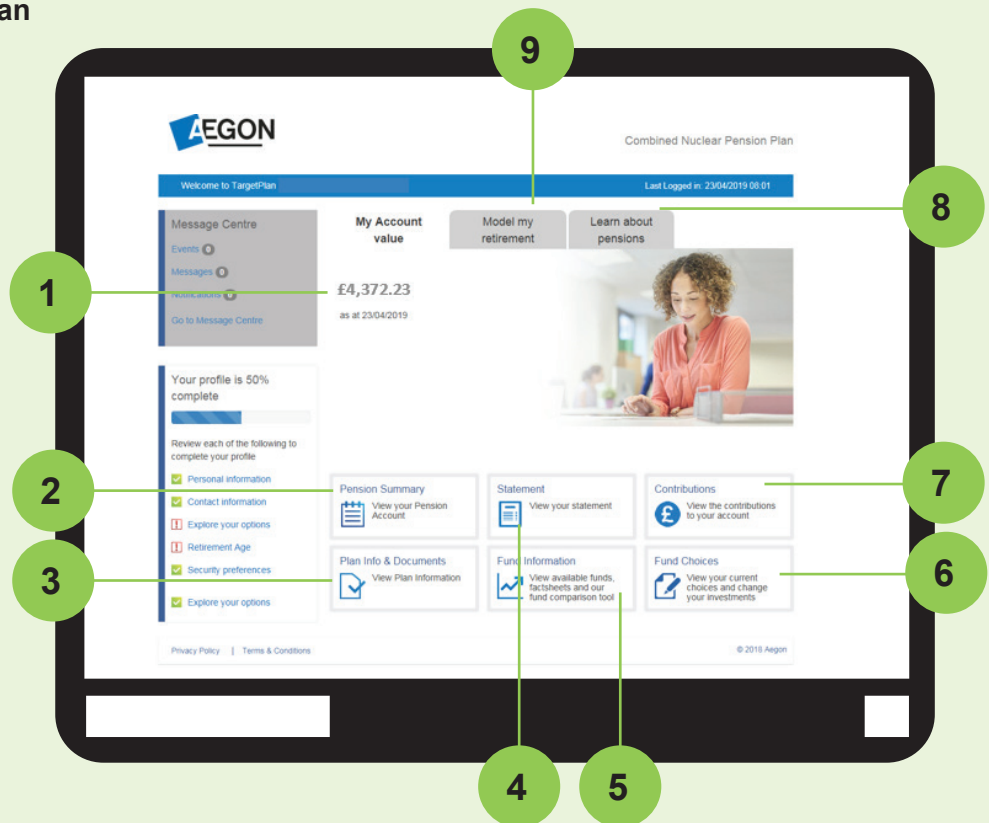 an
9
AEGON
Combined Nuclear Pension Plan
Welcome to TargetPlan
Last Logged in: 23/04/2019 08:01
8
Message Centre
Events 0
Messages 0
Notifications 0
Go to Message Centre
My Account
value
Model my
retirement
Learn about
pensions
1
£4,372.23
as at 23/04/2019
Your profile is 50%
complete
Review each of the following to
complete your profile
Personal information
Contact information
Explore your options
Retirement Age
Security preferences
Explore your options
2
Pension Summary
View your Pension
Account
Statement
View your statement
Contributions
£
View the contributions
to your account
7
3
Plan Info & Documents
View Plan Information
Fund Information
View available funds,
factsheets and our
fund comparison tool
Fund Choices
View your current
choices and change
your investments
6
Privacy Policy | Terms & Conditions
© 2018 Aegon
4
5